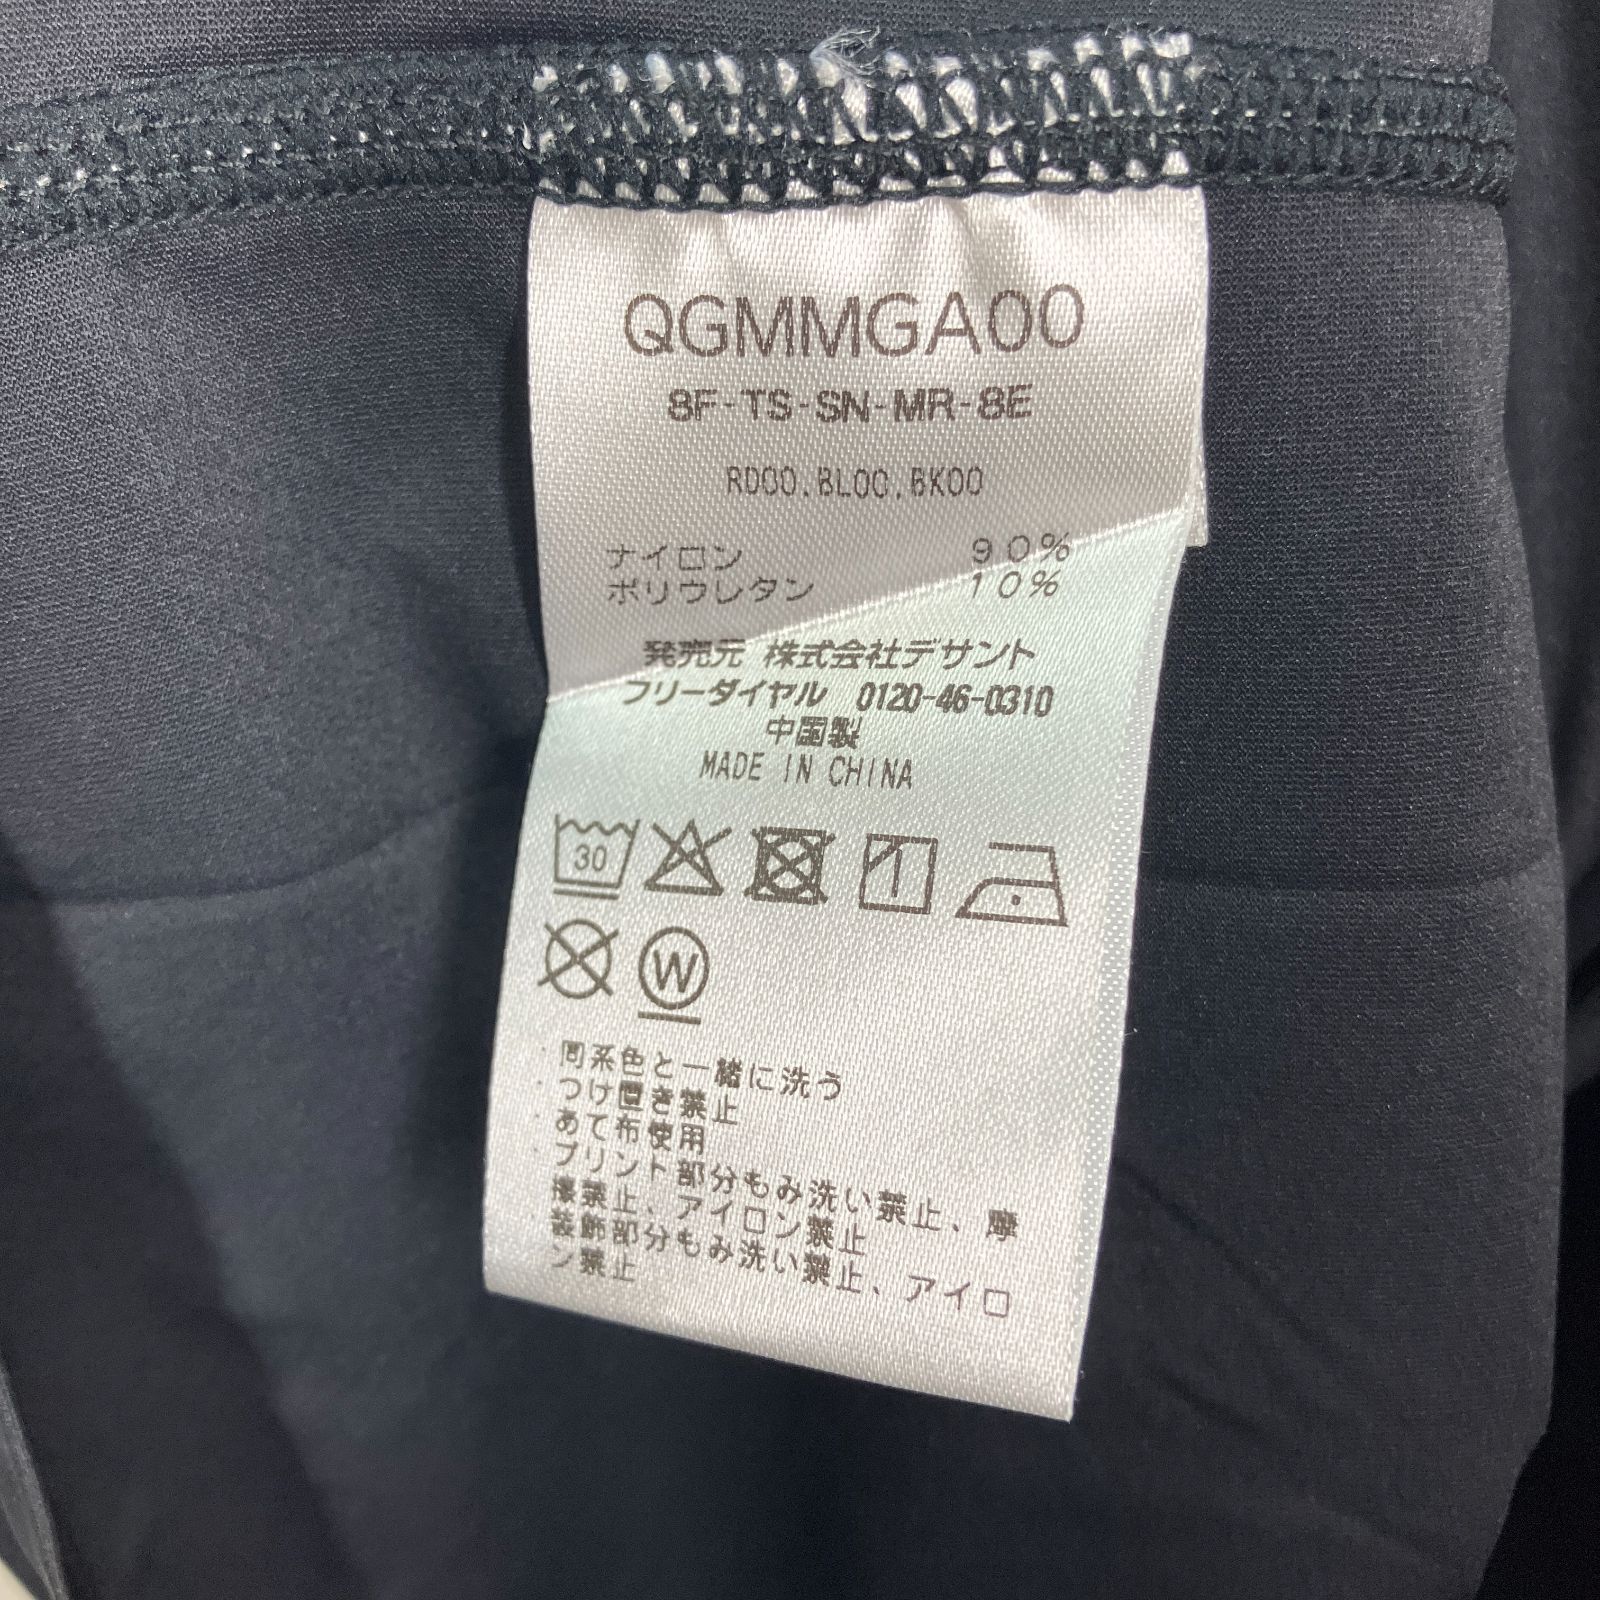 QGMMGA00
8F-TS-SN-MR-8E
RD00.BL00.BK00
ナイロン 90%
ポリウレタン 10%
発売元 株式会社デサント
フリーダイヤル 0120-46-0310
中国製
MADE IN CHINA
30
W
同系色と一緒に洗う
つけ置き禁止
あて布使用
プリント部分もみ洗い禁止、摩
擦禁止、アイロン禁止
装飾部分もみ洗い禁止、アイロ
ン禁止